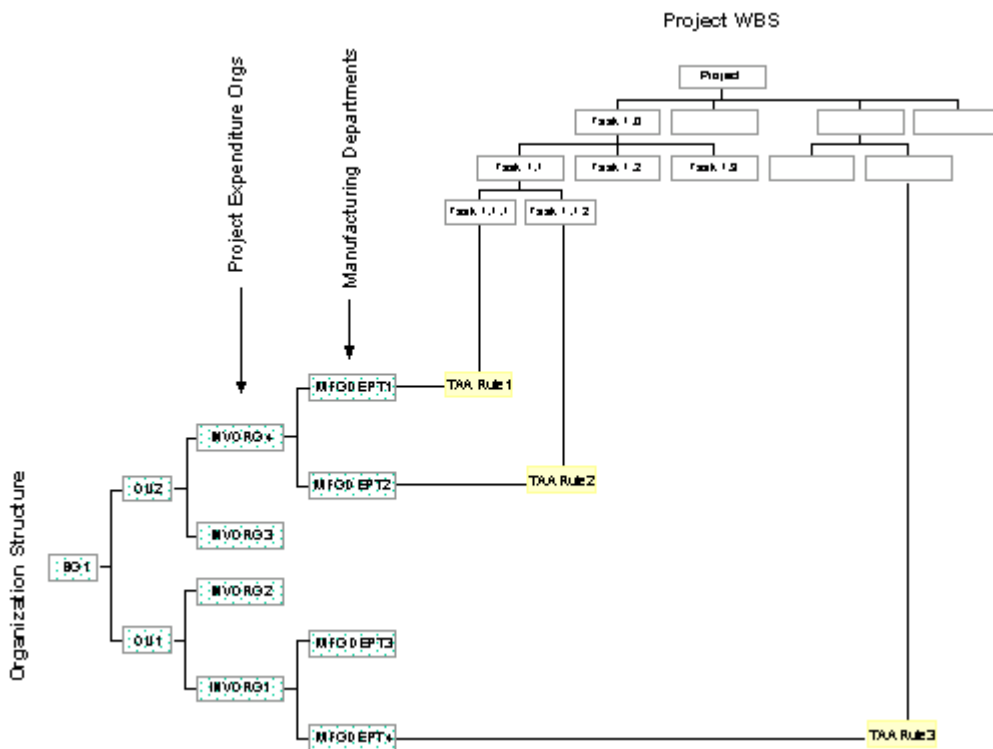 Project WBS
Project Expenditure Orgs
Manufacturing Departments
Project
Task 1.0
Task 1.1
Task 1.2
Task 1.3
Task 1.1.1
Task 1.1.2
MFGDEPT1
TAA Rule1
INVORG4
MFGDEPT2
TAA Rule2
OU2
INVORG3
Organization Structure
BG1
INVORG2
OU1
MFGDEPT3
INVORG1
MFGDEPT4
TAA Rule3